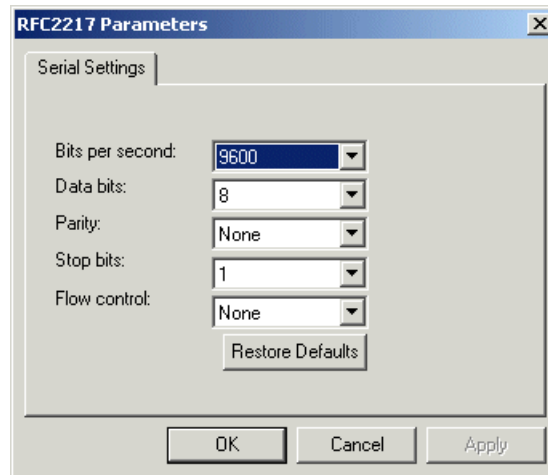 RFC2217 Parameters
Serial Settings
Bits per second: 9600
Data bits: 8
Parity: None
Stop bits: 1
Flow control: None
Restore Defaults
OK Cancel Apply